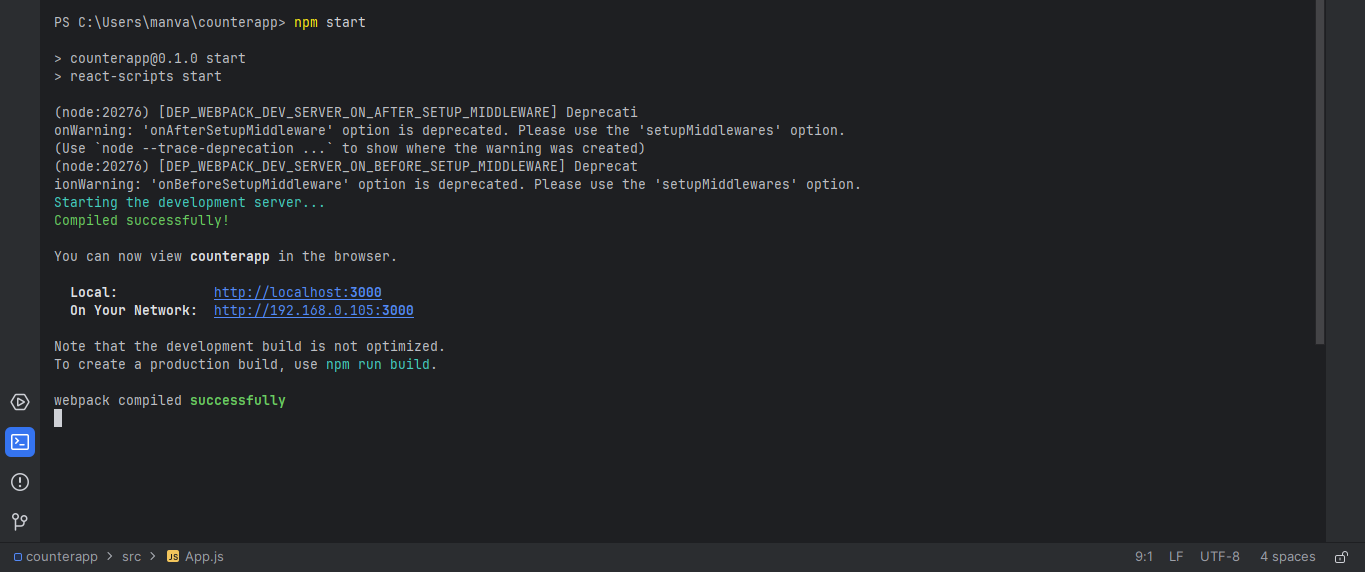 PS C:\Users\manva\counterapp> npm start
> counterapp@0.1.0 start
> react-scripts start
(node:20276) [DEP_WEBPACK_DEV_SERVER_ON_AFTER_SETUP_MIDDLEWARE] Deprecati
onWarning: 'onAfterSetupMiddleware' option is deprecated. Please use the 'setupMiddlewares' option.
(Use `node --trace-deprecation ...` to show where the warning was created)
(node:20276) [DEP_WEBPACK_DEV_SERVER_ON_BEFORE_SETUP_MIDDLEWARE] Deprecat
ionWarning: 'onBeforeSetupMiddleware' option is deprecated. Please use the 'setupMiddlewares' option.
Starting the development server...
Compiled successfully!
You can now view counterapp in the browser.
Local: http://localhost:3000
On Your Network: http://192.168.0.105:3000
Note that the development build is not optimized.
To create a production build, use npm run build.
webpack compiled successfully
counterapp > src > JS App.js 9:1 LF UTF-8 4 spaces